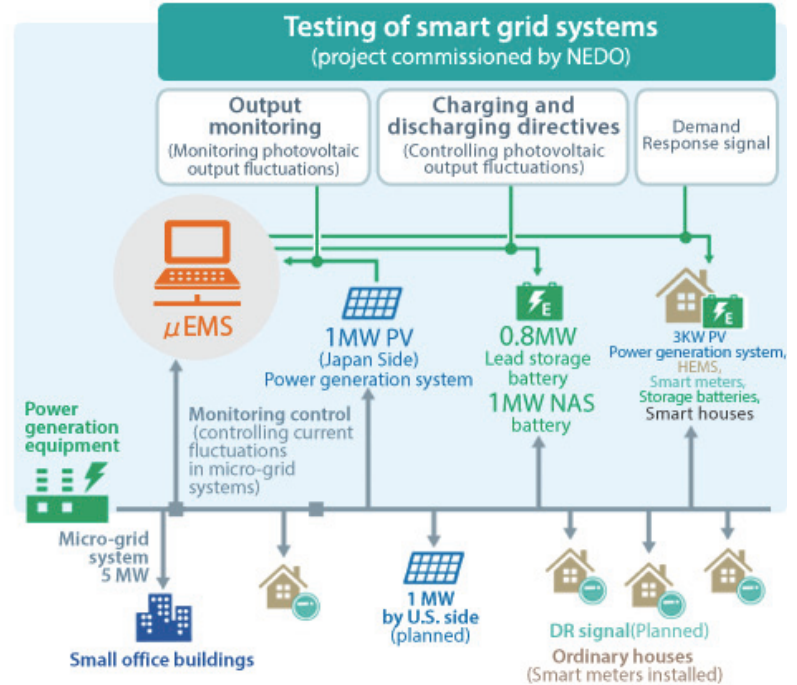 Testing of smart grid systems
(project commissioned by NEDO)
Output
monitoring
(Monitoring photovoltaic
output fluctuations)
Charging and
discharging directives
(Controlling photovoltaic
output fluctuations)
Demand
Response signal
μEMS
1MW PV
(Japan Side)
Power generation system
E
0.8MW
Lead storage
battery
1MW NAS
battery
E
3KW PV
Power generation system,
HEMS,
Smart meters,
Storage batteries,
Smart houses
Power
generation
equipment
Monitoring control
(controlling current
fluctuations
in micro-grid
systems)
Micro-grid
system
5 MW
Small office buildings
1 MW
by U.S. side
(planned)
DR signal(Planned)
Ordinary houses
(Smart meters installed)